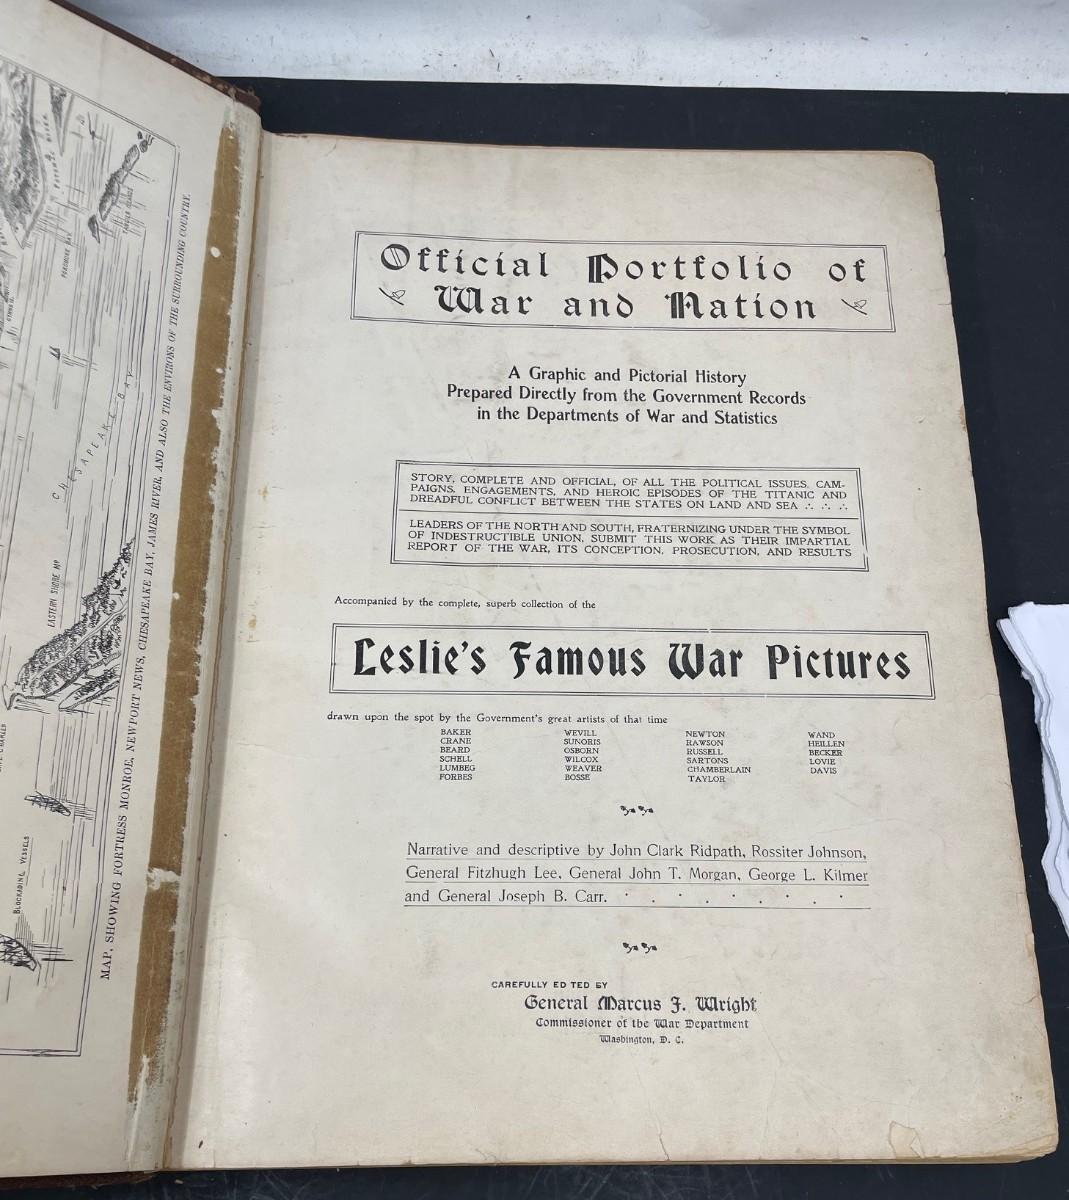 MAP, SHOWING FORTRESS MONROE, NEWPORT NEWS, CHESAPEAKE BAY, JAMES RIVER, AND ALSO THE ENVIRONS OF THE SURROUNDING COUNTRY.
CHESAPEAKE BAY
EASTERN SHORE
BLOCKADING VESSELS
Official Portfolio of
War and Nation
A Graphic and Pictorial History
Prepared Directly from the Government Records
in the Departments of War and Statistics
STORY, COMPLETE AND OFFICIAL, OF ALL THE POLITICAL ISSUES, CAM-
PAIGNS, ENGAGEMENTS, AND HEROIC EPISODES OF THE TITANIC AND
DREADFUL CONFLICT BETWEEN THE STATES ON LAND AND SEA ∴ ∴ ∴
LEADERS OF THE NORTH AND SOUTH, FRATERNIZING UNDER THE SYMBOL
OF INDESTRUCTIBLE UNION, SUBMIT THIS WORK AS THEIR IMPARTIAL
REPORT OF THE WAR, ITS CONCEPTION, PROSECUTION, AND RESULTS
Accompanied by the complete, superb collection of the
Leslie's Famous War Pictures
drawn upon the spot by the Government's great artists of that time
BAKER WEVILL NEWTON WAND
CRANE SUNORIS RAWSON HEILLEN
BEARD OSBORN RUSSELL BECKER
SCHELL WILCOX SARTONS LOVIE
LUMBEG WEAVER CHAMBERLAIN DAVIS
FORBES BOSSE TAYLOR
Narrative and descriptive by John Clark Ridpath, Rossiter Johnson,
General Fitzhugh Lee, General John T. Morgan, George L. Kilmer
and General Joseph B. Carr. . . . . . . . .
CAREFULLY ED TED BY
General Marcus J. Wright
Commissioner of the War Department
Washington, D. C.